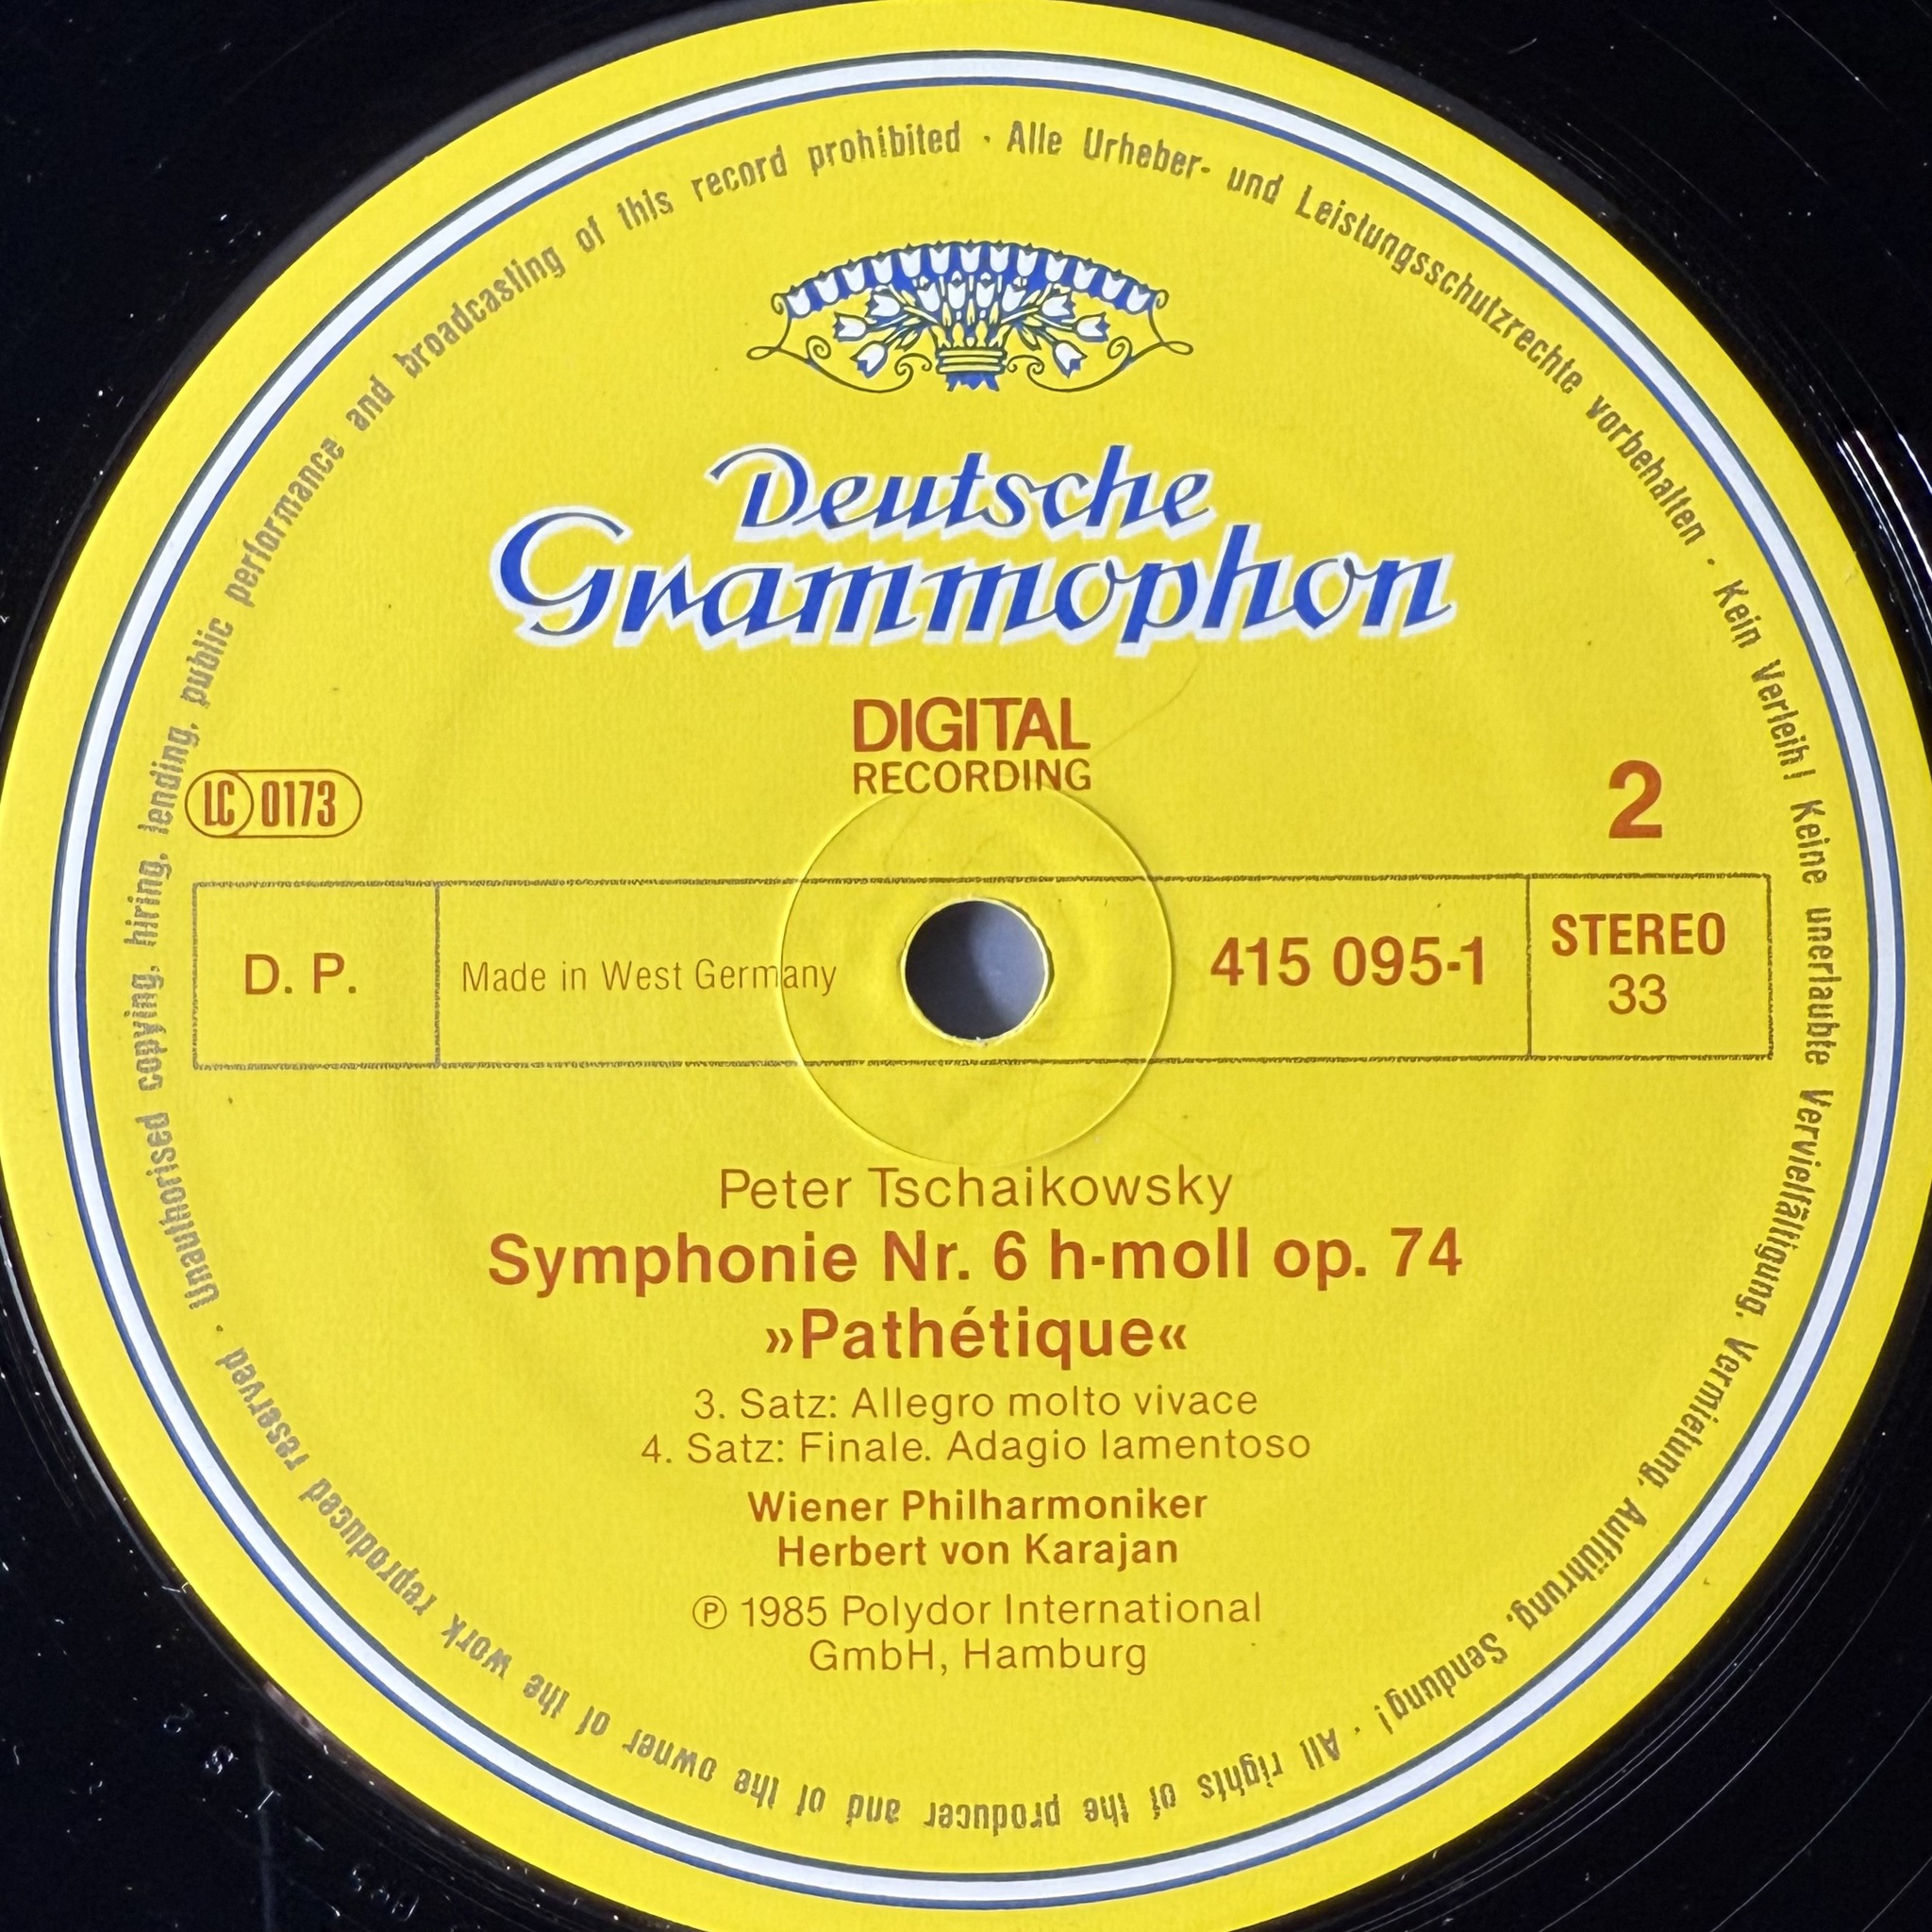 Unauthorised copying, hiring, lending, public performance and broadcasting of this record prohibited · Alle Urheber- und Leistungsschutzrechte vorbehalten · Kein Verleih! Keine unerlaubte Vervielfältigung, Vermietung, Aufführung, Sendung! · All rights of the producer and of the owner of the work reproduced reserved ·
Deutsche
Grammophon
DIGITAL
RECORDING
LC 0173
2
D. P.
Made in West Germany
415 095-1
STEREO
33
Peter Tschaikowsky
Symphonie Nr. 6 h-moll op. 74
»Pathétique«
3. Satz: Allegro molto vivace
4. Satz: Finale. Adagio lamentoso
Wiener Philharmoniker
Herbert von Karajan
℗ 1985 Polydor International
GmbH, Hamburg